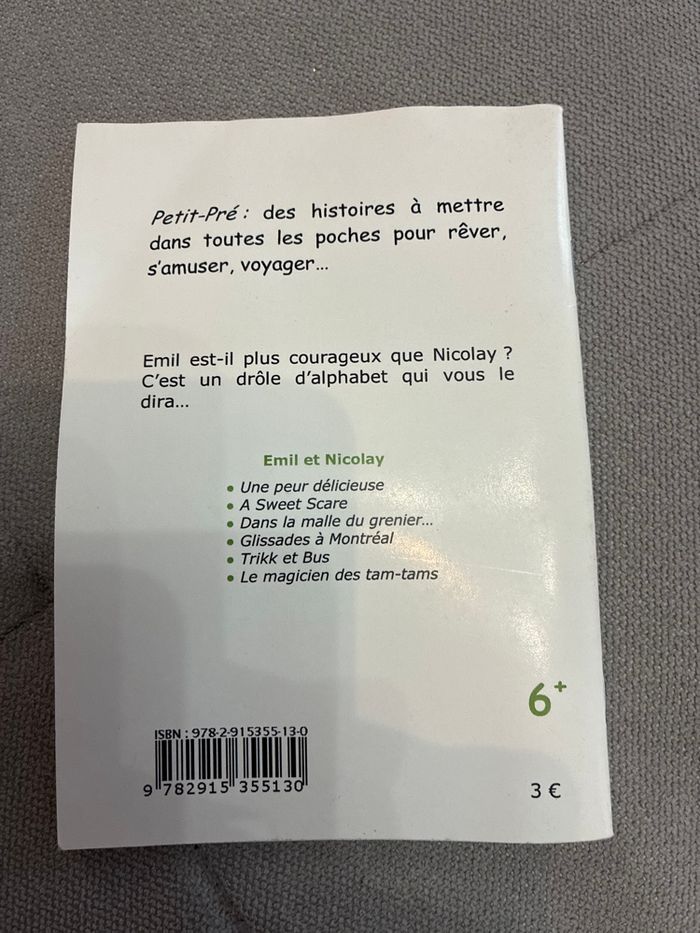 Petit-Pré : des histoires à mettre
dans toutes les poches pour rêver,
s'amuser, voyager...
Emil est-il plus courageux que Nicolay ?
C'est un drôle d'alphabet qui vous le
dira...
Emil et Nicolay
• Une peur délicieuse
• A Sweet Scare
• Dans la malle du grenier...
• Glissades à Montréal
• Trikk et Bus
• Le magicien des tam-tams
6+
ISBN : 978-2-915355-13-0
9 782915 355130
3 €